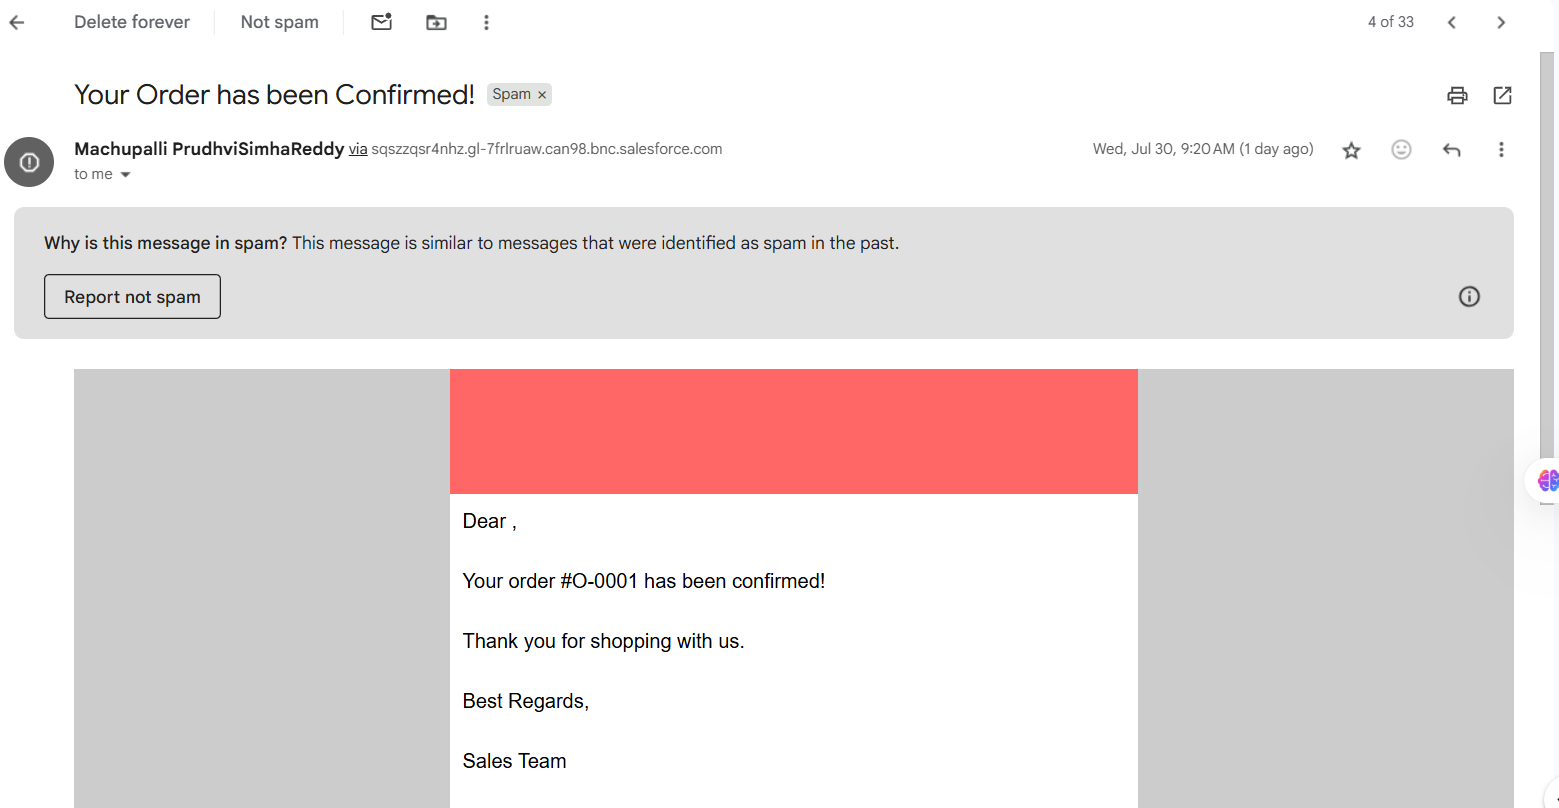 Delete forever
Not spam
4 of 33
Your Order has been Confirmed!
Spam ×
Machupalli PrudhviSimhaReddy via sqszzqsr4nhz.gl-7frlruaw.can98.bnc.salesforce.com
Wed, Jul 30, 9:20 AM (1 day ago)
to me
Why is this message in spam? This message is similar to messages that were identified as spam in the past.
Report not spam
Dear ,
Your order #O-0001 has been confirmed!
Thank you for shopping with us.
Best Regards,
Sales Team